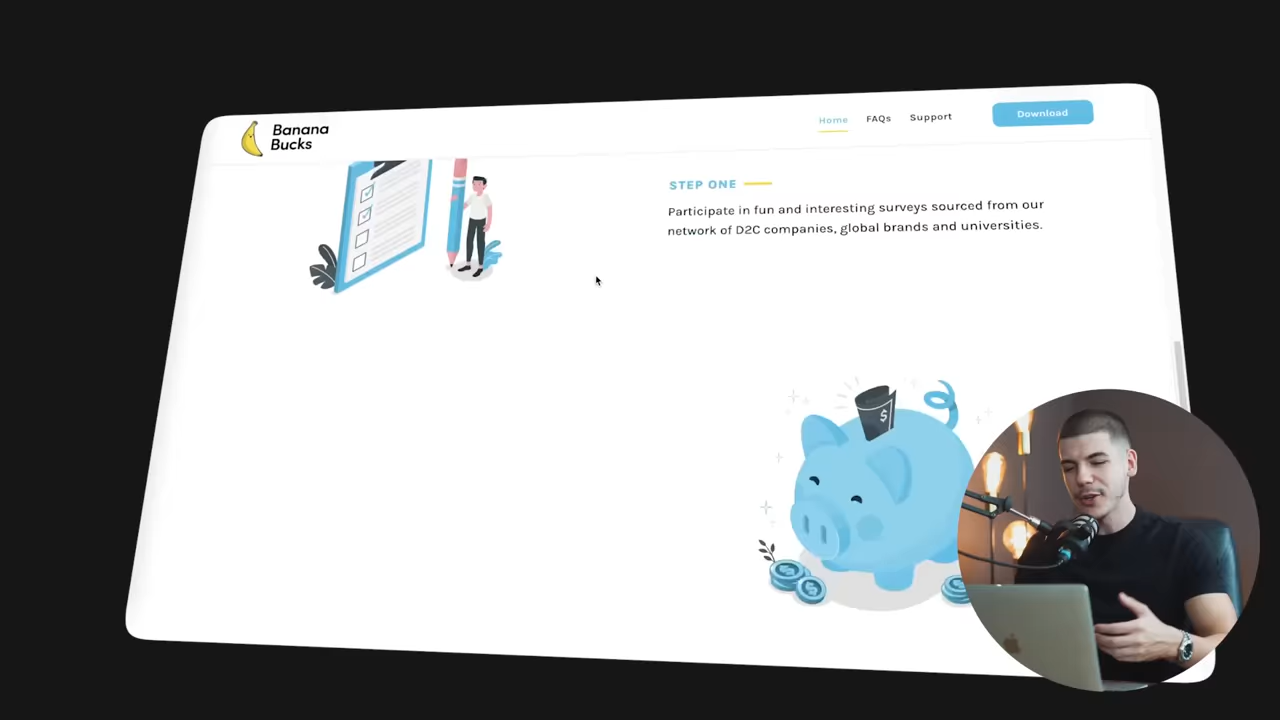 Banana
Bucks
Home
FAQs
Support
Download
STEP ONE
Participate in fun and interesting surveys sourced from our
network of D2C companies, global brands and universities.
$